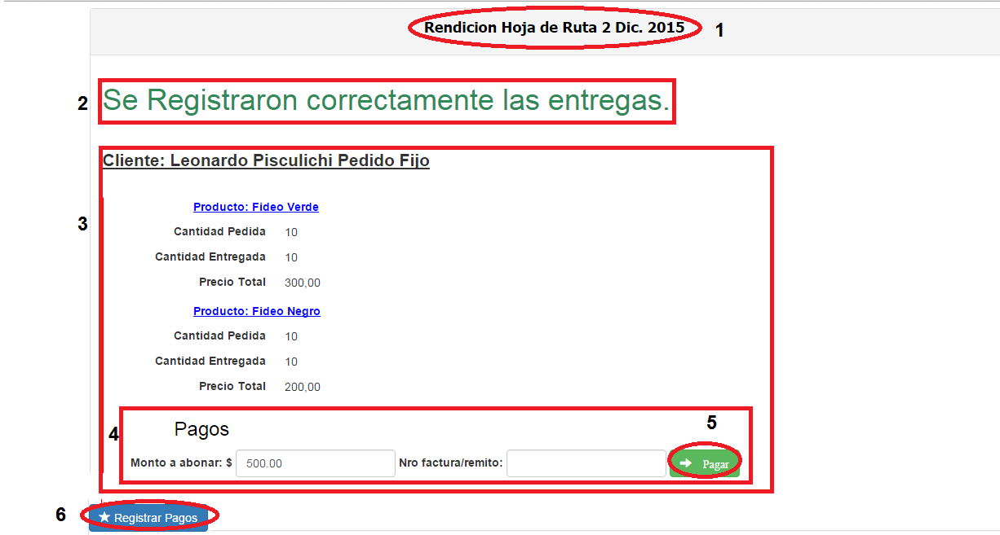 Rendicion Hoja de Ruta 2 Dic. 2015 1
2 Se Registraron correctamente las entregas.
Cliente: Leonardo Pisculichi Pedido Fijo
Producto: Fideo Verde
3
Cantidad Pedida 10
Cantidad Entregada 10
Precio Total 300,00
Producto: Fideo Negro
Cantidad Pedida 10
Cantidad Entregada 10
Precio Total 200,00
5
4 Pagos
Monto a abonar: $ 500.00 Nro factura/remito: Pagar
6 Registrar Pagos